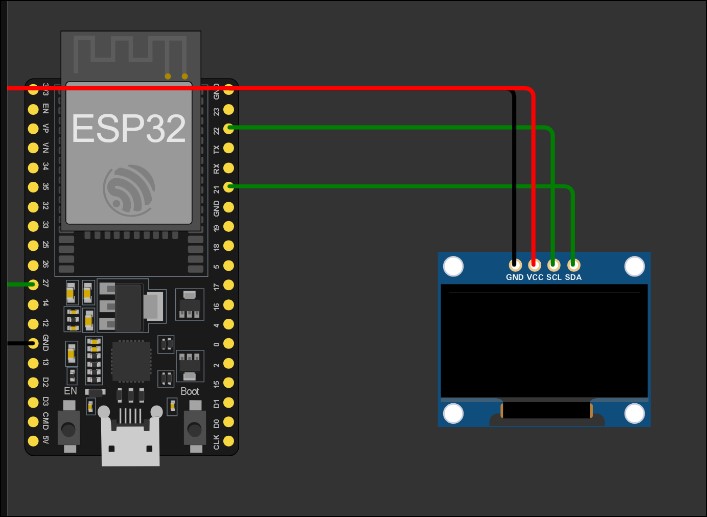 ESP32
3V3
EN
VP
VN
34
35
32
33
25
26
27
14
12
GND
13
D2
D3
CMD
5V
GND
23
22
TX
RX
21
GND
19
18
5
17
16
4
0
2
15
D1
D0
CLK
EN
Boot
GND VCC SCL SDA